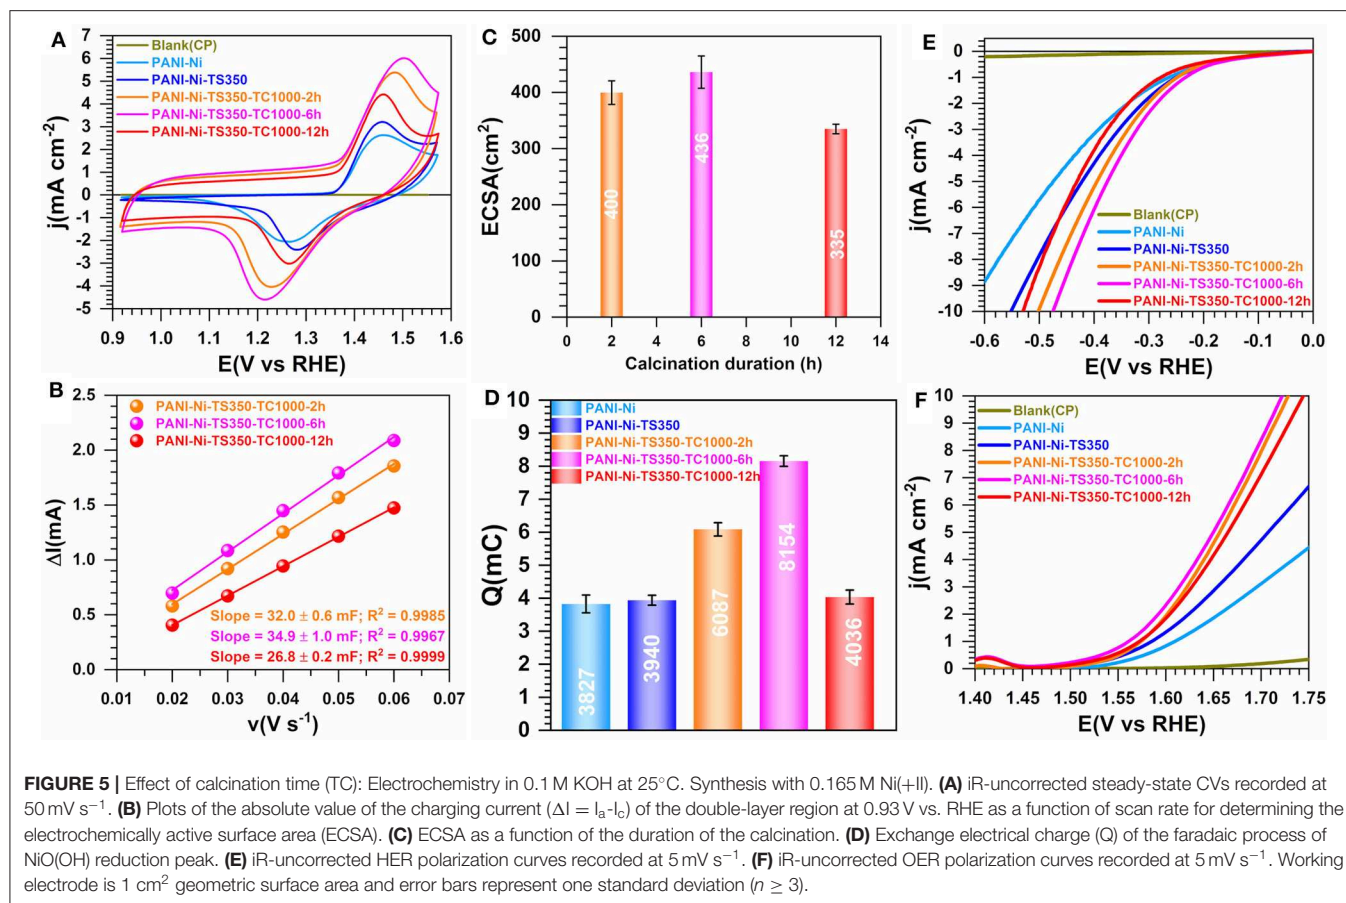 A
Blank(CP)
PANI-Ni
PANI-Ni-TS350
PANI-Ni-TS350-TC1000-2h
PANI-Ni-TS350-TC1000-6h
PANI-Ni-TS350-TC1000-12h
j(mA cm⁻²)
7
6
5
4
3
2
1
0
-1
-2
-3
-4
-5
0.9 1.0 1.1 1.2 1.3 1.4 1.5 1.6
E(V vs RHE)
C
ECSA(cm²)
500
400
300
200
100
0
400
436
335
0 2 4 6 8 10 12 14
Calcination duration (h)
E
j(mA cm⁻²)
0
-1
-2
-3
-4
-5
-6
-7
-8
-9
-10
Blank(CP)
PANI-Ni
PANI-Ni-TS350
PANI-Ni-TS350-TC1000-2h
PANI-Ni-TS350-TC1000-6h
PANI-Ni-TS350-TC1000-12h
-0.6 -0.5 -0.4 -0.3 -0.2 -0.1 0.0
E(V vs RHE)
B
PANI-Ni-TS350-TC1000-2h
PANI-Ni-TS350-TC1000-6h
PANI-Ni-TS350-TC1000-12h
ΔI(mA)
2.5
2.0
1.5
1.0
0.5
0.0
Slope = 32.0 ± 0.6 mF; R² = 0.9985
Slope = 34.9 ± 1.0 mF; R² = 0.9967
Slope = 26.8 ± 0.2 mF; R² = 0.9999
0.01 0.02 0.03 0.04 0.05 0.06 0.07
v(V s⁻¹)
D
PANI-Ni
PANI-Ni-TS350
PANI-Ni-TS350-TC1000-2h
PANI-Ni-TS350-TC1000-6h
PANI-Ni-TS350-TC1000-12h
Q(mC)
10
9
8
7
6
5
4
3
2
1
0
3827
3940
6087
8154
4036
F
Blank(CP)
PANI-Ni
PANI-Ni-TS350
PANI-Ni-TS350-TC1000-2h
PANI-Ni-TS350-TC1000-6h
PANI-Ni-TS350-TC1000-12h
j(mA cm⁻²)
10
9
8
7
6
5
4
3
2
1
0
1.40 1.45 1.50 1.55 1.60 1.65 1.70 1.75
E(V vs RHE)
FIGURE 5 | Effect of calcination time (TC): Electrochemistry in 0.1 M KOH at 25°C. Synthesis with 0.165 M Ni(+II). (A) iR-uncorrected steady-state CVs recorded at
50 mV s⁻¹. (B) Plots of the absolute value of the charging current (ΔI = Iₐ-I꜀) of the double-layer region at 0.93 V vs. RHE as a function of scan rate for determining the
electrochemically active surface area (ECSA). (C) ECSA as a function of the duration of the calcination. (D) Exchange electrical charge (Q) of the faradaic process of
NiO(OH) reduction peak. (E) iR-uncorrected HER polarization curves recorded at 5 mV s⁻¹. (F) iR-uncorrected OER polarization curves recorded at 5 mV s⁻¹. Working
electrode is 1 cm² geometric surface area and error bars represent one standard deviation (n ≥ 3).